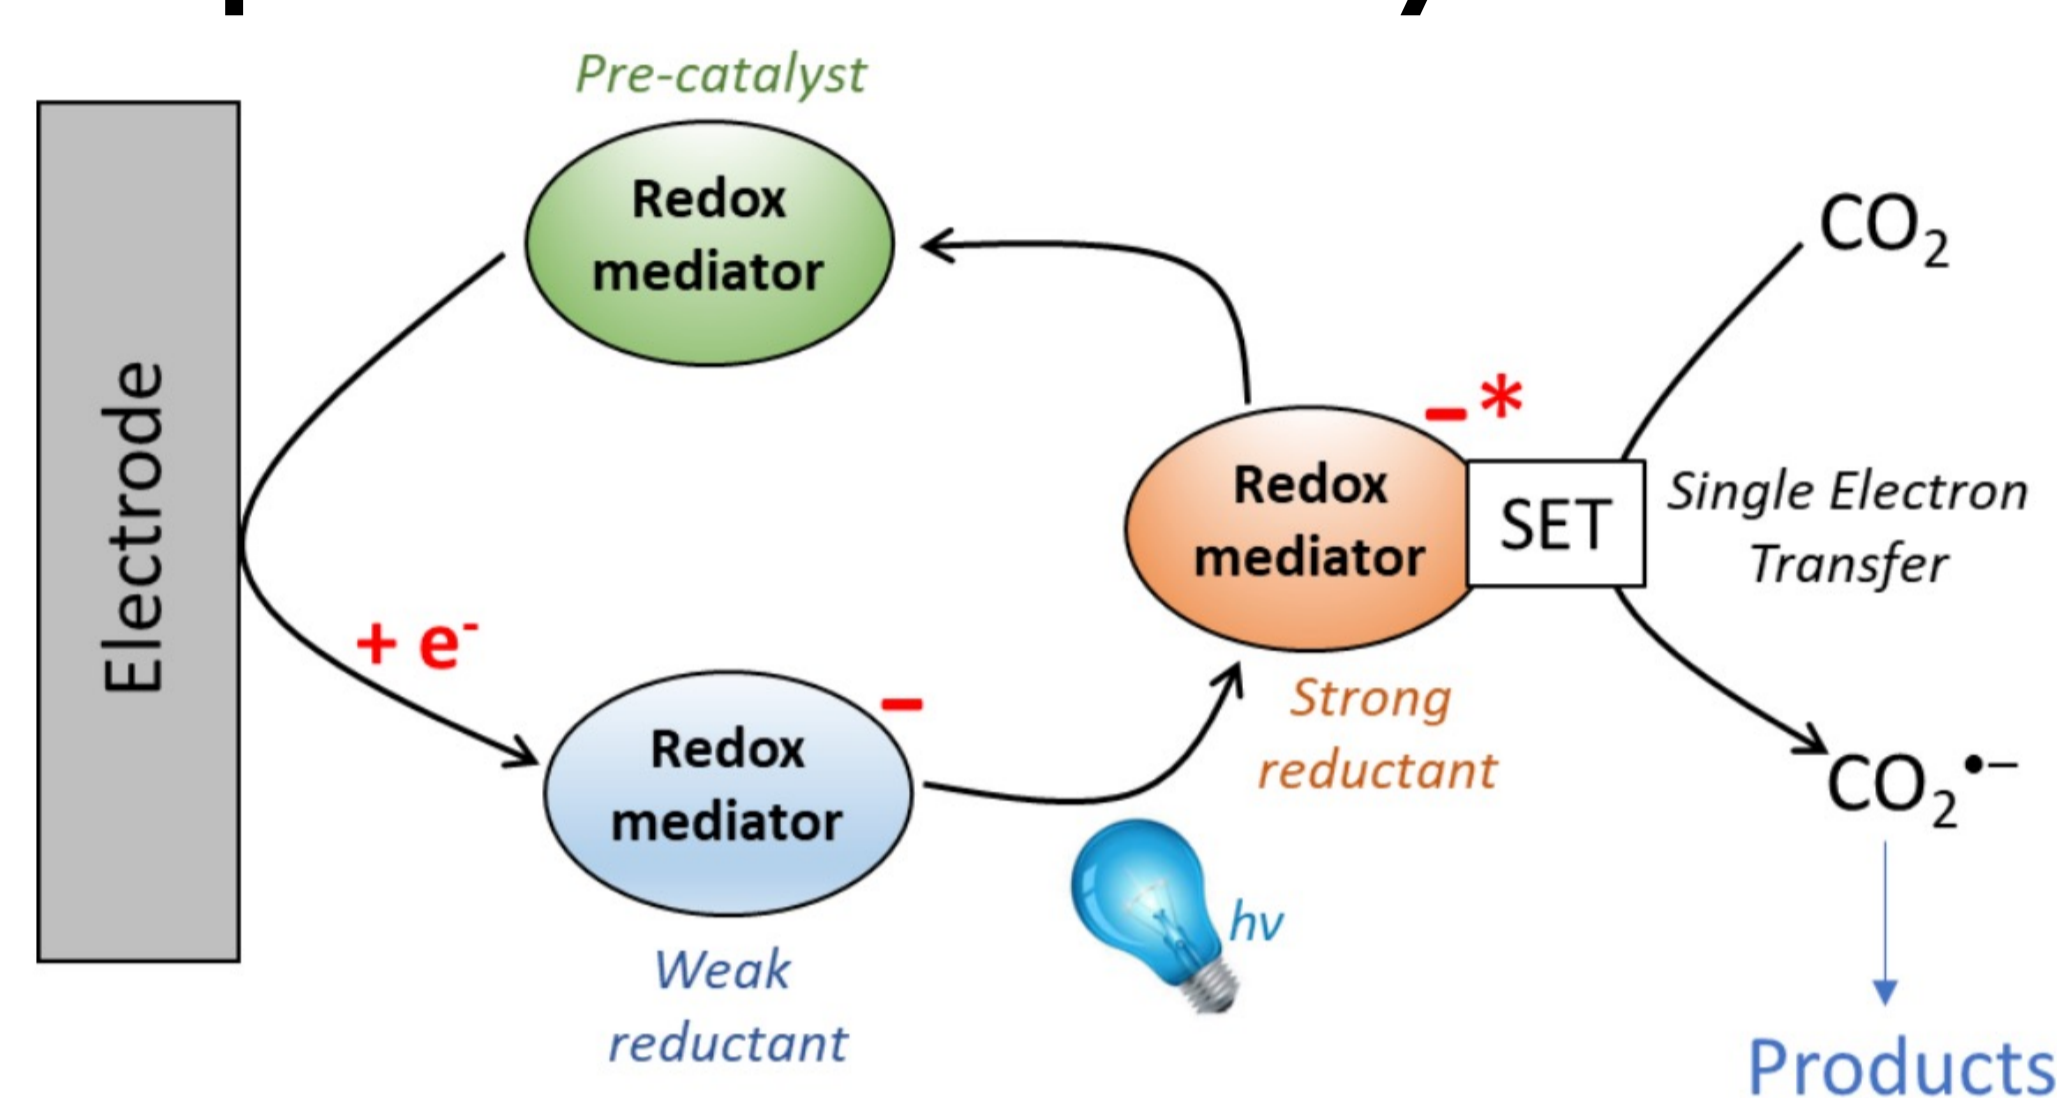 Pre-catalyst
Redox
mediator
Electrode
+ e⁻
Redox
mediator
−
Weak
reductant
hν
Redox
mediator
− *
Strong
reductant
SET
Single Electron
Transfer
CO₂
CO₂•–
Products